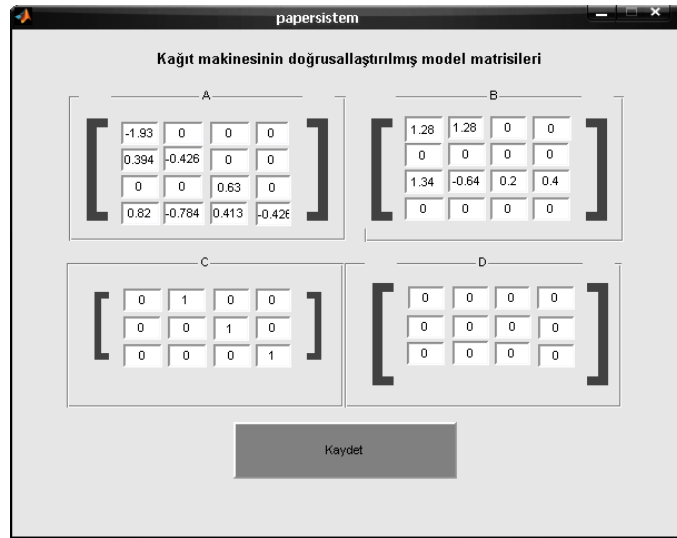 papersistem
Kağıt makinesinin doğrusallaştırılmış model matrisileri
A
-1.93 0 0 0
0.394 -0.426 0 0
0 0 0.63 0
0.82 -0.784 0.413 -0.426
B
1.28 1.28 0 0
0 0 0 0
1.34 -0.64 0.2 0.4
0 0 0 0
C
0 1 0 0
0 0 1 0
0 0 0 1
D
0 0 0 0
0 0 0 0
0 0 0 0
Kaydet